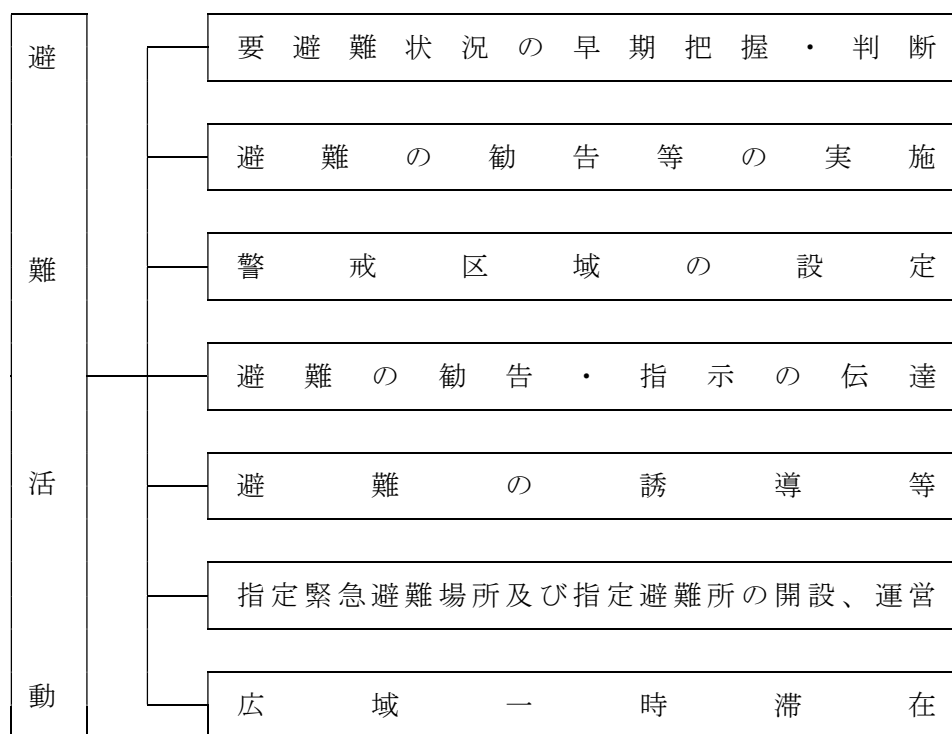 避難活動
要避難状況の早期把握・判断
避難の勧告等の実施
警戒区域の設定
避難の勧告・指示の伝達
避難の誘導等
指定緊急避難場所及び指定避難所の開設、運営
広域一時滞在